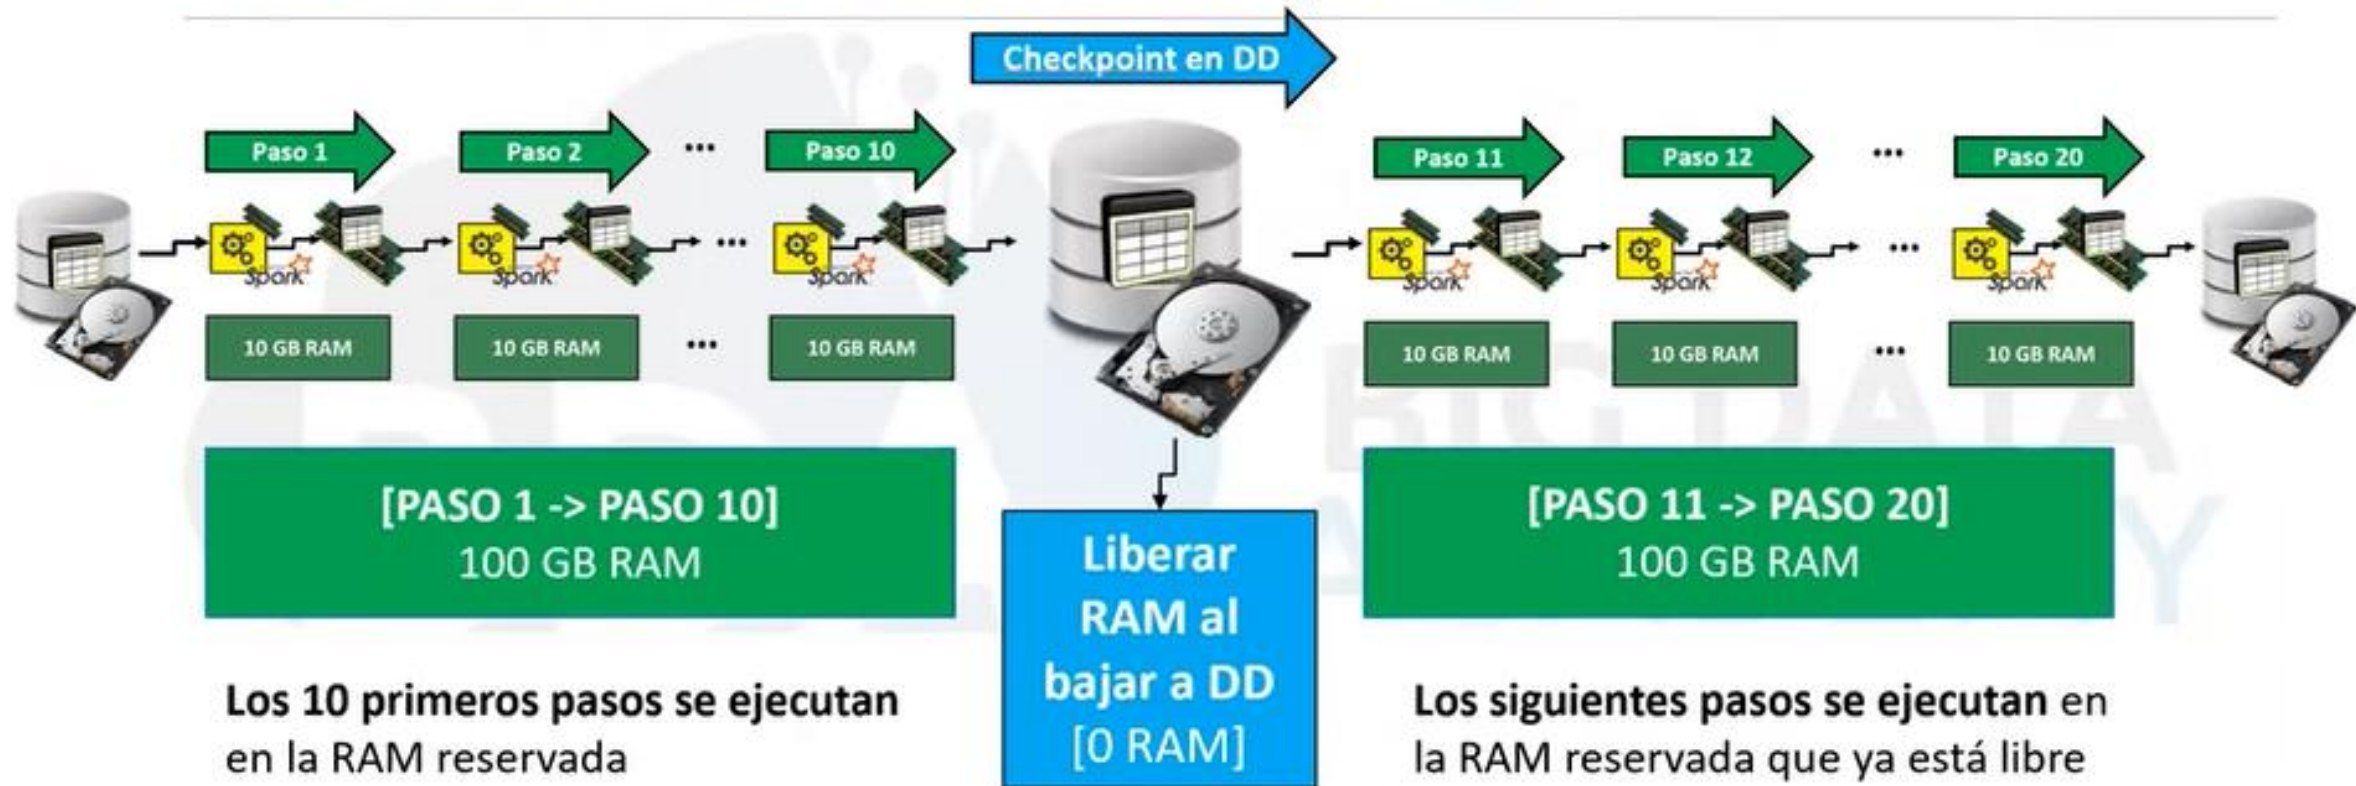 Checkpoint en DD
Paso 1
Paso 2
...
Paso 10
Paso 11
Paso 12
...
Paso 20
Spark
Spark
...
Spark
Spark
Spark
...
Spark
10 GB RAM
10 GB RAM
...
10 GB RAM
10 GB RAM
10 GB RAM
...
10 GB RAM
[PASO 1 -> PASO 10]
100 GB RAM
Liberar
RAM al
bajar a DD
[0 RAM]
[PASO 11 -> PASO 20]
100 GB RAM
Los 10 primeros pasos se ejecutan
en la RAM reservada
Los siguientes pasos se ejecutan en
la RAM reservada que ya está libre
BIG DATA